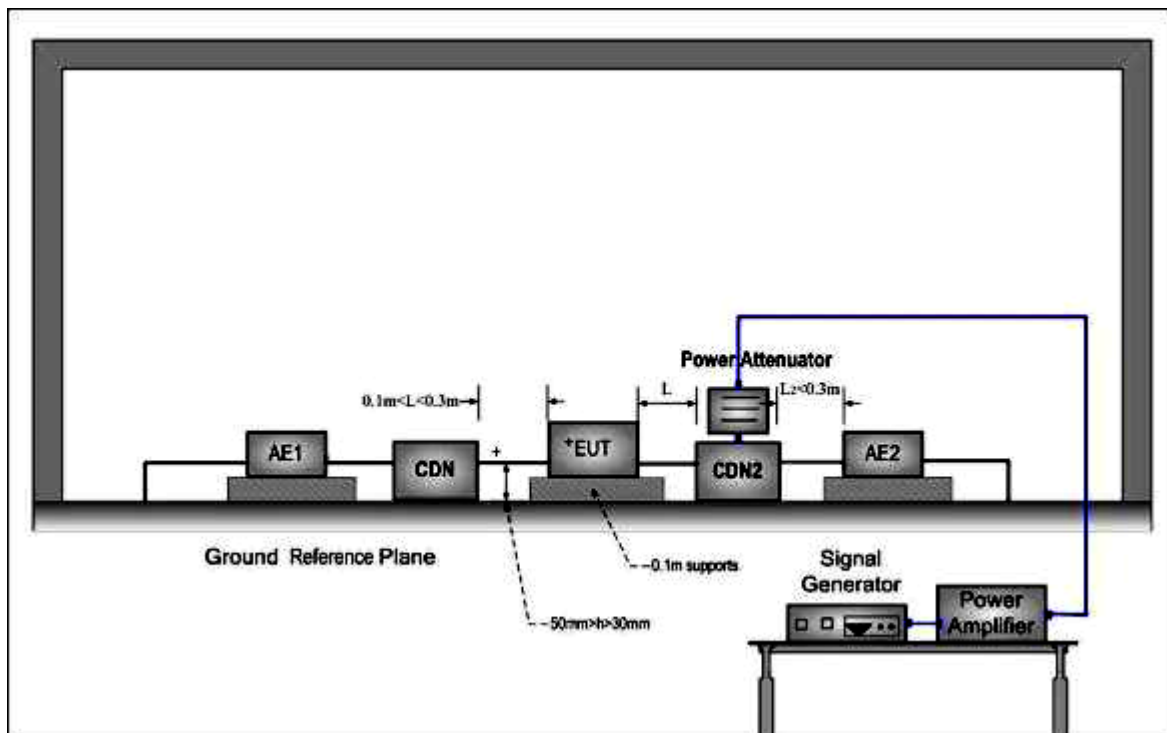 Power Attenuator
0.1m<L<0.3m
L
L2<0.3m
AE1
CDN
+
+EUT
CDN2
AE2
Ground Reference Plane
0.1m supports
50mm>h>30mm
Signal
Generator
Power
Amplifier